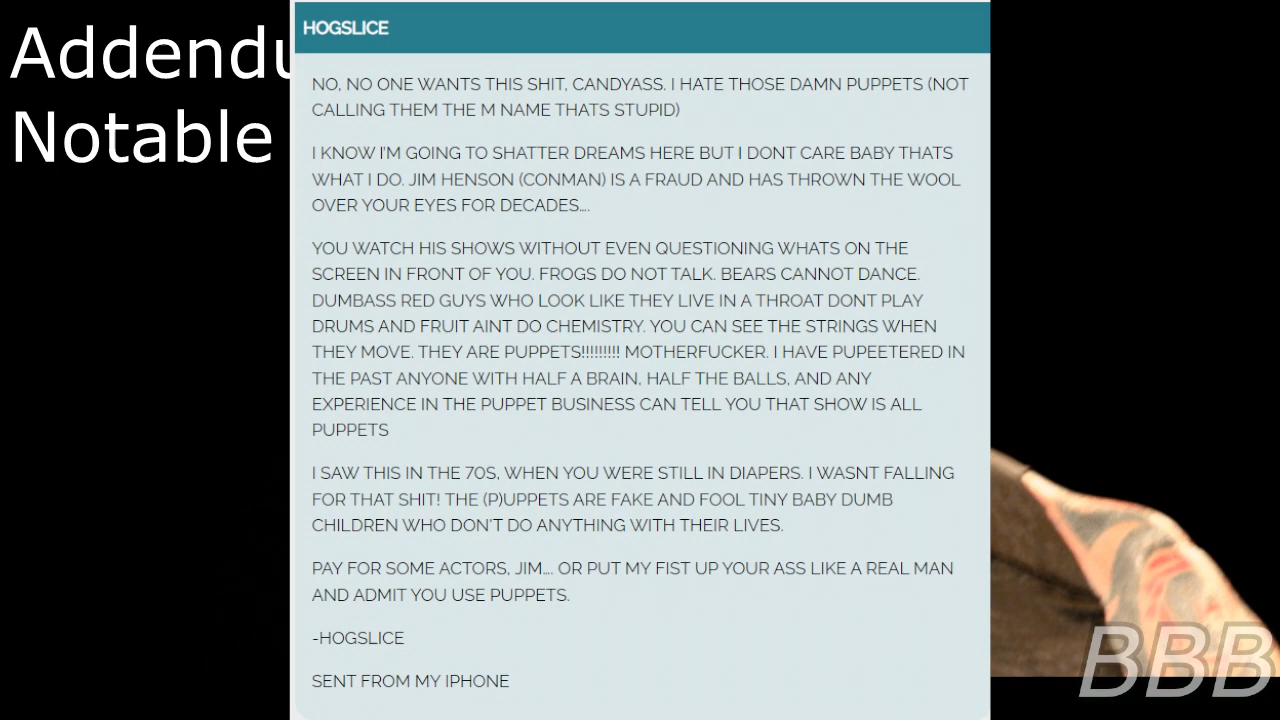 Addendu
Notable
HOGSLICE
NO, NO ONE WANTS THIS SHIT, CANDYASS. I HATE THOSE DAMN PUPPETS (NOT
CALLING THEM THE M NAME THATS STUPID)
I KNOW I'M GOING TO SHATTER DREAMS HERE BUT I DONT CARE BABY THATS
WHAT I DO. JIM HENSON (CONMAN) IS A FRAUD AND HAS THROWN THE WOOL
OVER YOUR EYES FOR DECADES....
YOU WATCH HIS SHOWS WITHOUT EVEN QUESTIONING WHATS ON THE
SCREEN IN FRONT OF YOU. FROGS DO NOT TALK. BEARS CANNOT DANCE.
DUMBASS RED GUYS WHO LOOK LIKE THEY LIVE IN A THROAT DONT PLAY
DRUMS AND FRUIT AINT DO CHEMISTRY. YOU CAN SEE THE STRINGS WHEN
THEY MOVE. THEY ARE PUPPETS!!!!!!!!! MOTHERFUCKER. I HAVE PUPEETERED IN
THE PAST ANYONE WITH HALF A BRAIN, HALF THE BALLS, AND ANY
EXPERIENCE IN THE PUPPET BUSINESS CAN TELL YOU THAT SHOW IS ALL
PUPPETS
I SAW THIS IN THE 70S, WHEN YOU WERE STILL IN DIAPERS. I WASNT FALLING
FOR THAT SHIT! THE (P)UPPETS ARE FAKE AND FOOL TINY BABY DUMB
CHILDREN WHO DON'T DO ANYTHING WITH THEIR LIVES.
PAY FOR SOME ACTORS, JIM.... OR PUT MY FIST UP YOUR ASS LIKE A REAL MAN
AND ADMIT YOU USE PUPPETS.
-HOGSLICE
SENT FROM MY IPHONE
BBB